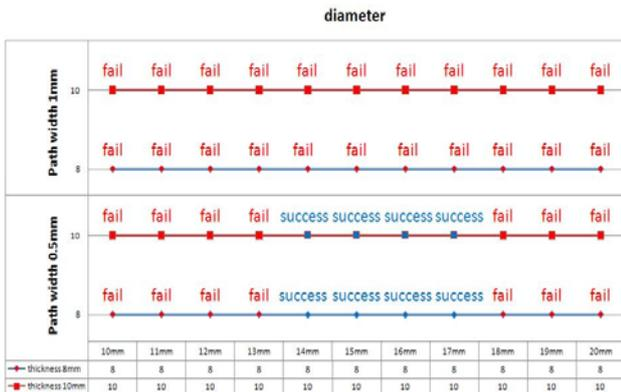 diameter
Path width 1mm
fail fail fail fail fail fail fail fail fail fail fail
10
fail fail fail fail fail fail fail fail fail fail fail
8
Path width 0.5mm
fail fail fail fail success success success success fail fail fail
10
fail fail fail fail success success success success fail fail fail
8
10mm 11mm 12mm 13mm 14mm 15mm 16mm 17mm 18mm 19mm 20mm
thickness 8mm 8 8 8 8 8 8 8 8 8 8 8
thickness 10mm 10 10 10 10 10 10 10 10 10 10 10